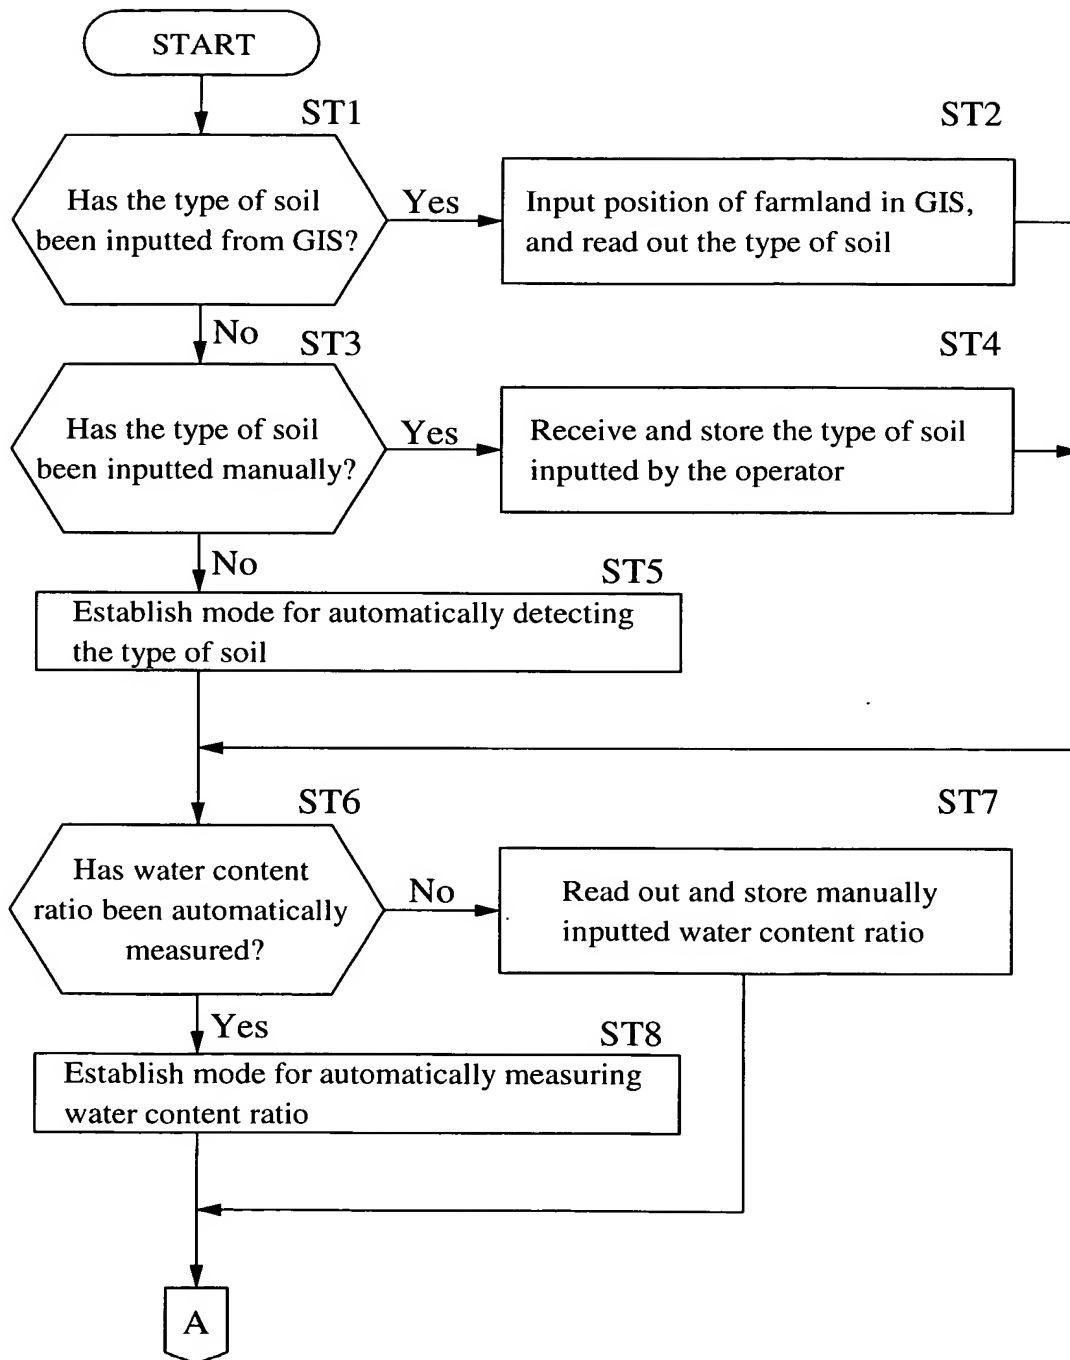 START
ST1
Has the type of soil
been inputted from GIS?
Yes
ST2
Input position of farmland in GIS,
and read out the type of soil
No
ST3
Has the type of soil
been inputted manually?
Yes
ST4
Receive and store the type of soil
inputted by the operator
No
ST5
Establish mode for automatically detecting
the type of soil
ST6
Has water content
ratio been automatically
measured?
No
ST7
Read out and store manually
inputted water content ratio
Yes
ST8
Establish mode for automatically measuring
water content ratio
A